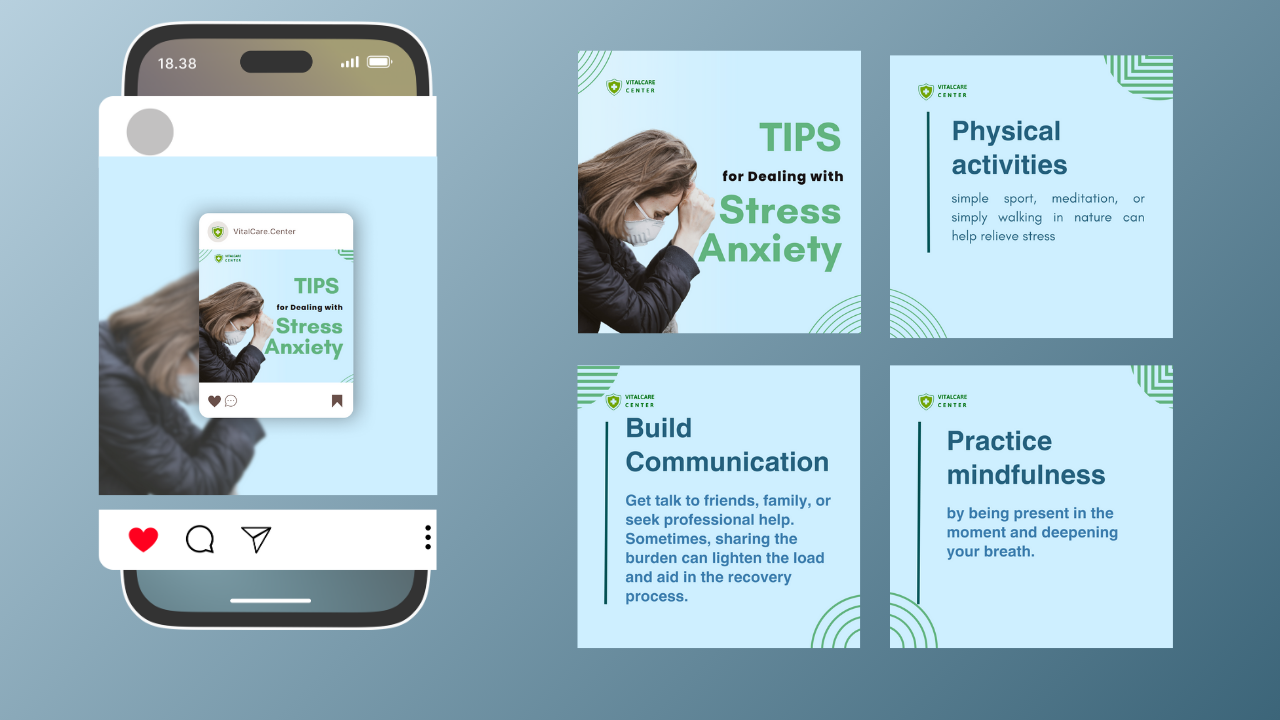 18.38
VitalCare.Center
VITALCARE
CENTER
TIPS
for Dealing with
Stress
Anxiety
VITALCARE
CENTER
TIPS
for Dealing with
Stress
Anxiety
VITALCARE
CENTER
Physical
activities
simple sport, meditation, or
simply walking in nature can
help relieve stress
VITALCARE
CENTER
Build
Communication
Get talk to friends, family, or
seek professional help.
Sometimes, sharing the
burden can lighten the load
and aid in the recovery
process.
VITALCARE
CENTER
Practice
mindfulness
by being present in the
moment and deepening
your breath.